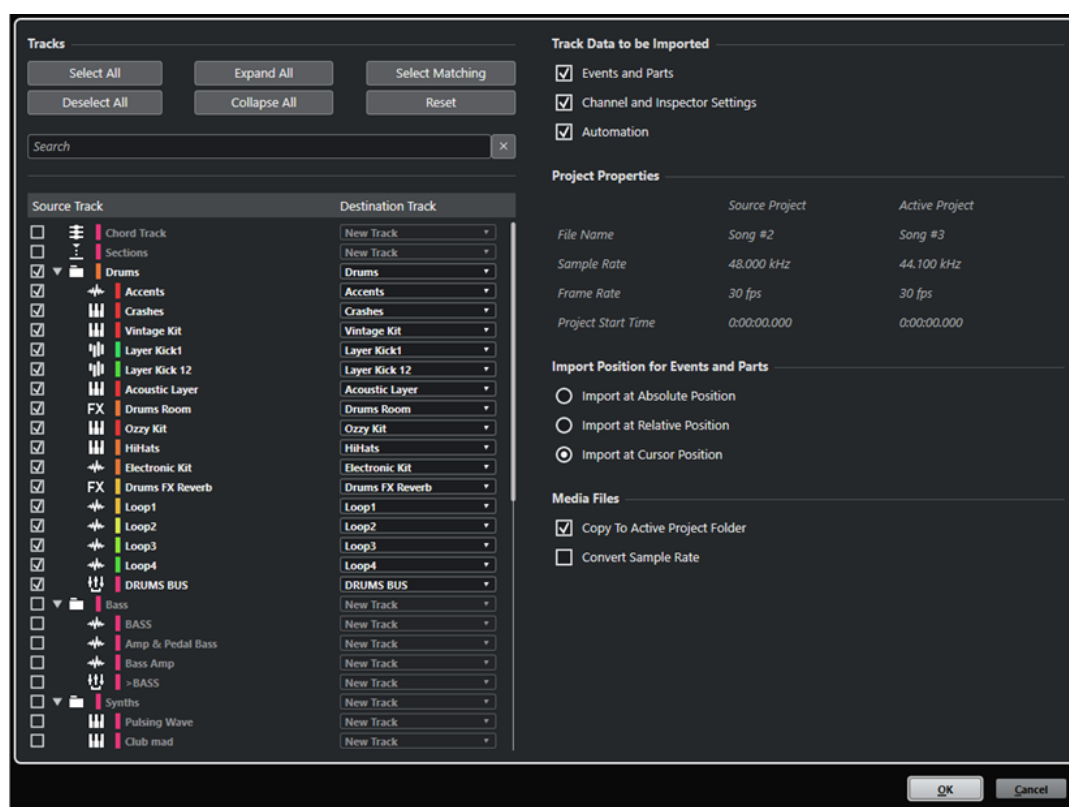 Tracks
Select All Expand All Select Matching
Deselect All Collapse All Reset
Search
Source Track Destination Track
Chord Track New Track
Sections New Track
Drums Drums
Accents Accents
Crashes Crashes
Vintage Kit Vintage Kit
Layer Kick1 Layer Kick1
Layer Kick 12 Layer Kick 12
Acoustic Layer Acoustic Layer
FX Drums Room Drums Room
Ozzy Kit Ozzy Kit
HiHats HiHats
Electronic Kit Electronic Kit
FX Drums FX Reverb Drums FX Reverb
Loop1 Loop1
Loop2 Loop2
Loop3 Loop3
Loop4 Loop4
DRUMS BUS DRUMS BUS
Bass New Track
BASS New Track
Amp & Pedal Bass New Track
Bass Amp New Track
>BASS New Track
Synths New Track
Pulsing Wave New Track
Club mad New Track
Track Data to be Imported
Events and Parts
Channel and Inspector Settings
Automation
Project Properties
Source Project Active Project
File Name Song #2 Song #3
Sample Rate 48.000 kHz 44.100 kHz
Frame Rate 30 fps 30 fps
Project Start Time 0:00:00.000 0:00:00.000
Import Position for Events and Parts
Import at Absolute Position
Import at Relative Position
Import at Cursor Position
Media Files
Copy To Active Project Folder
Convert Sample Rate
OK Cancel